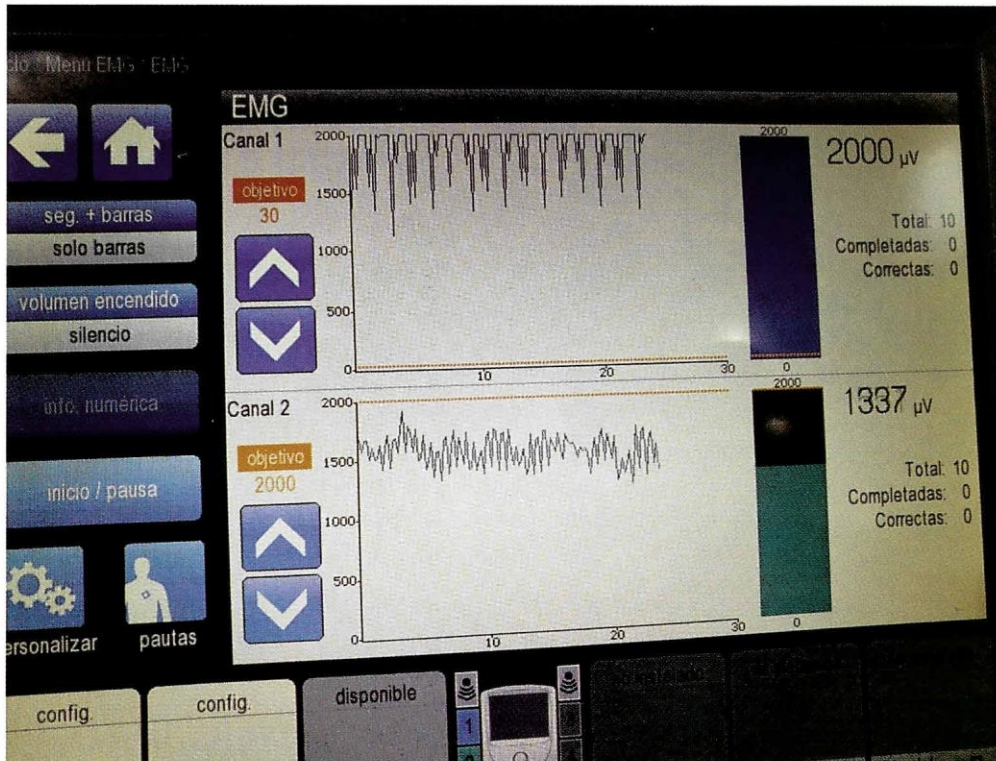 Menú EMG : EMG
EMG
seg. + barras
solo barras
volumen encendido
silencio
info. numérica
inicio / pausa
ersonalizar
pautas
Canal 1
objetivo
30
2000
1500
1000
500
0
10
20
30
2000
0
2000 µV
Total: 10
Completadas: 0
Correctas: 0
Canal 2
objetivo
2000
2000
1500
1000
500
0
10
20
30
2000
0
1337 µV
Total: 10
Completadas: 0
Correctas: 0
config.
config.
disponible
1